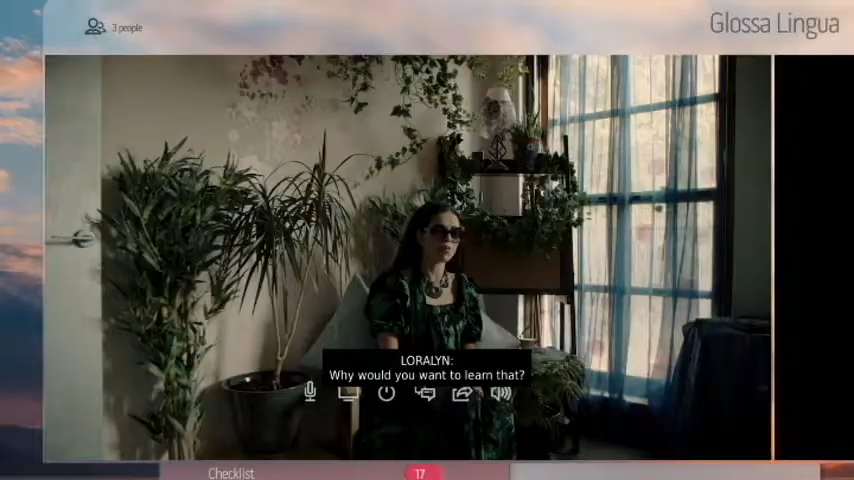 3 people
Glossa Lingua
LORALYN:
Why would you want to learn that?
Checklist
17